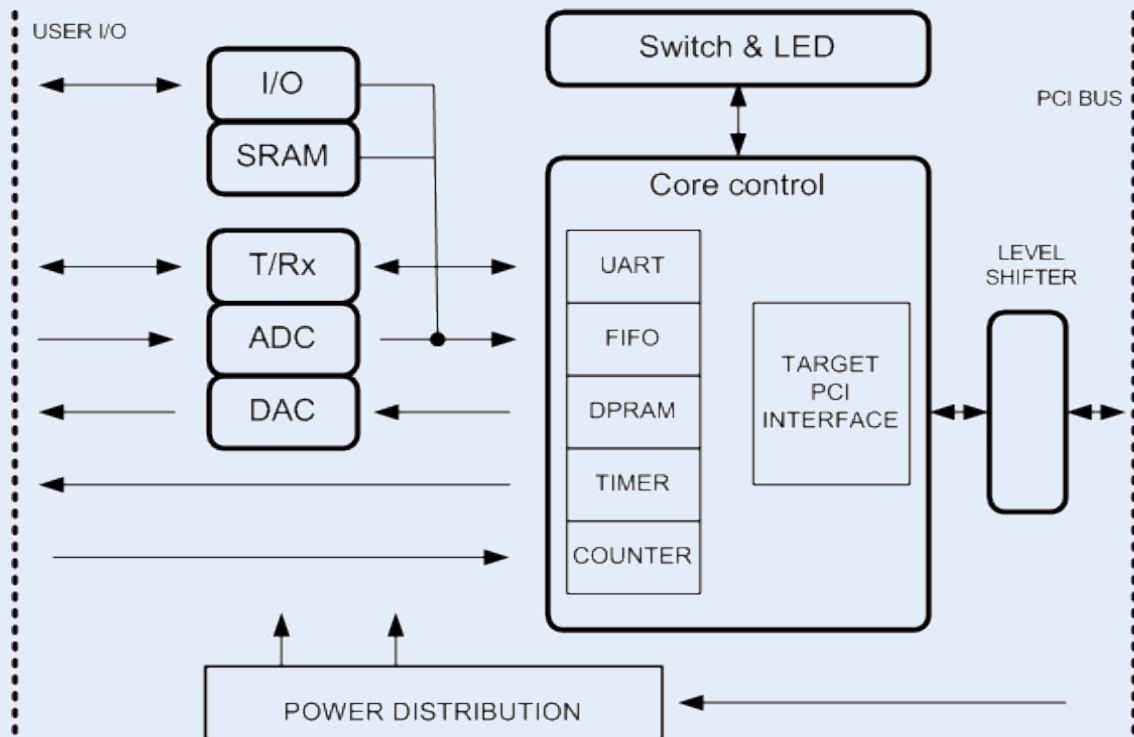 USER I/O
I/O
SRAM
T/Rx
ADC
DAC
Switch & LED
Core control
UART
FIFO
DPRAM
TIMER
COUNTER
TARGET
PCI
INTERFACE
LEVEL
SHIFTER
PCI BUS
POWER DISTRIBUTION